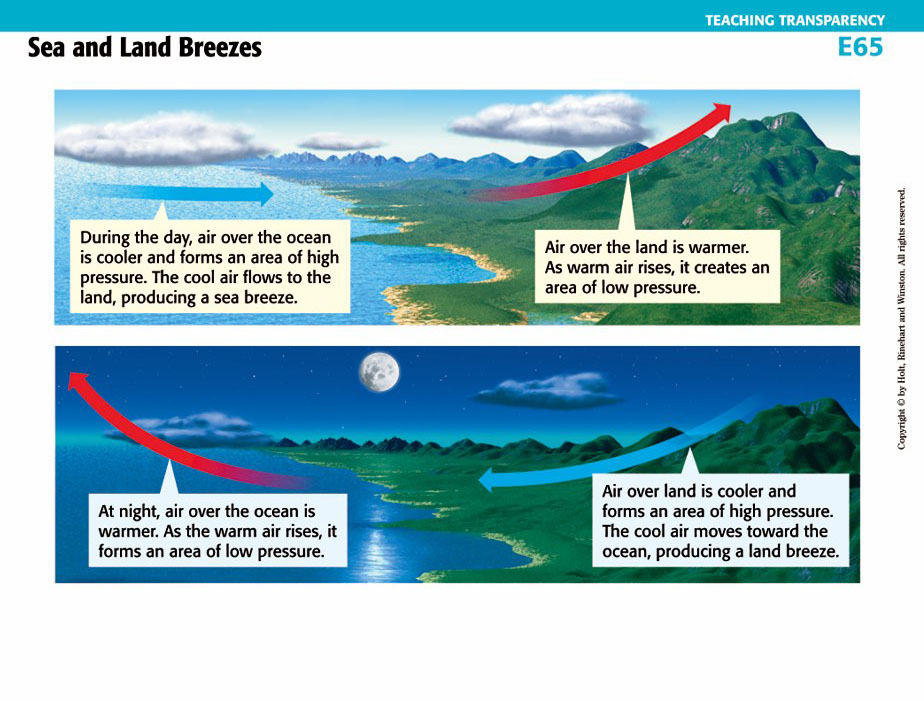 TEACHING TRANSPARENCY
Sea and Land Breezes
E65
During the day, air over the ocean
is cooler and forms an area of high
pressure. The cool air flows to the
land, producing a sea breeze.
Air over the land is warmer.
As warm air rises, it creates an
area of low pressure.
At night, air over the ocean is
warmer. As the warm air rises, it
forms an area of low pressure.
Air over land is cooler and
forms an area of high pressure.
The cool air moves toward the
ocean, producing a land breeze.
Copyright © by Holt, Rinehart and Winston. All rights reserved.